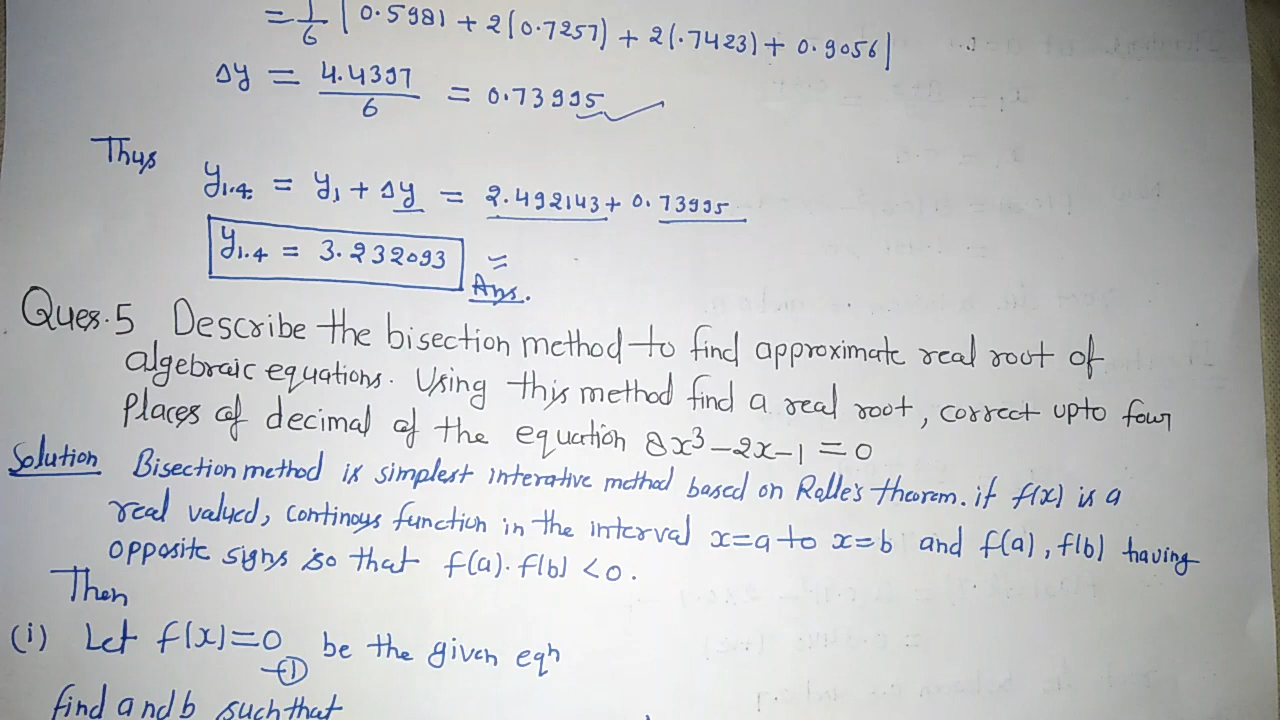 = 1/6 [0.5981 + 2(0.7257) + 2(.7423) + 0.9056]
Δy = 4.4397/6 = 0.73995
Thus
y1.4 = y1 + Δy = 2.492143 + 0.73995
y1.4 = 3.232093
Ans.
Ques.5 Describe the bisection method to find approximate real root of
algebraic equations. Using this method find a real root, correct upto four
places of decimal of the equation 8x³-2x-1=0
Solution Bisection method is simplest interative method based on Rolle's theorem. if f(x) is a
real valued, continoys function in the interval x=a to x=b and f(a), f(b) having
opposite signs so that f(a). f(b) <0.
Then
(i) Let f(x)=0 be the given eqn
①
find a and b such that